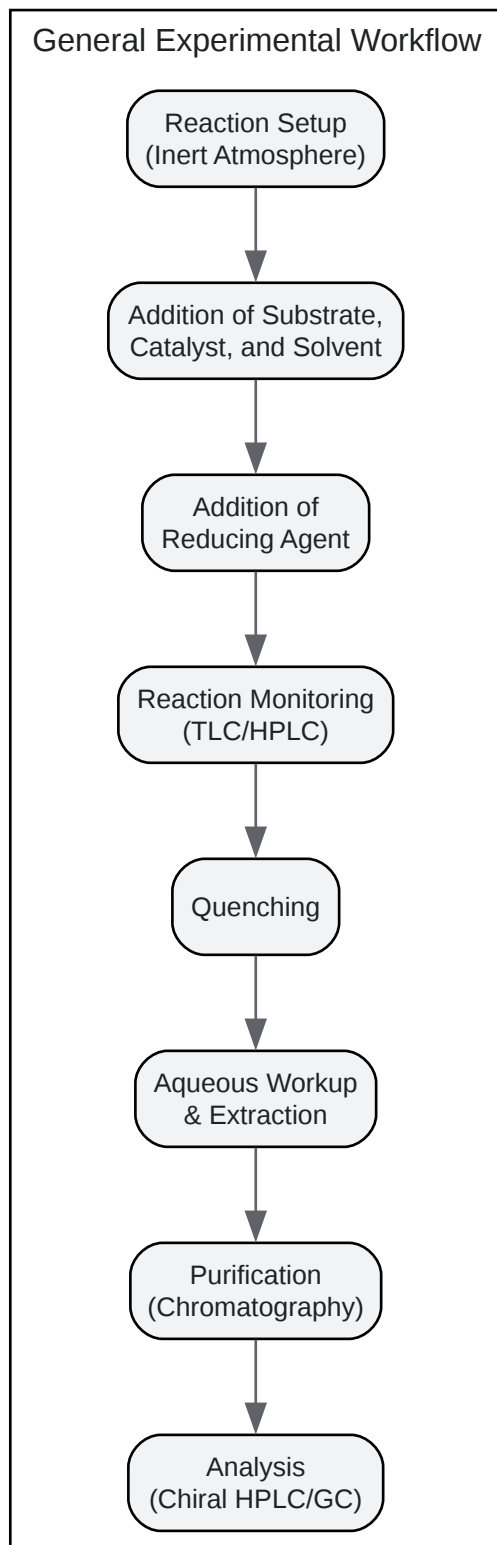 General Experimental Workflow
Reaction Setup
(Inert Atmosphere)
Addition of Substrate,
Catalyst, and Solvent
Addition of
Reducing Agent
Reaction Monitoring
(TLC/HPLC)
Quenching
Aqueous Workup
& Extraction
Purification
(Chromatography)
Analysis
(Chiral HPLC/GC)